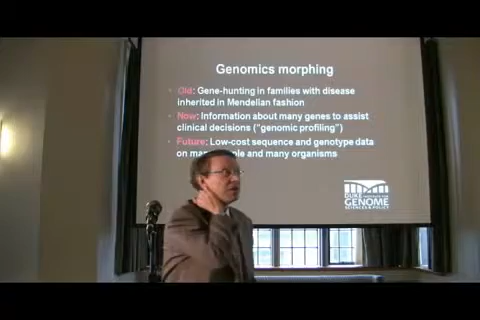 Genomics morphing
• Old: Gene-hunting in families with disease
inherited in Mendelian fashion
• Now: Information about many genes to assist
clinical decisions (“genomic profiling”)
• Future: Low-cost sequence and genotype data
on and many organisms
DUKE
GENOME
SCIENCES & POLICY